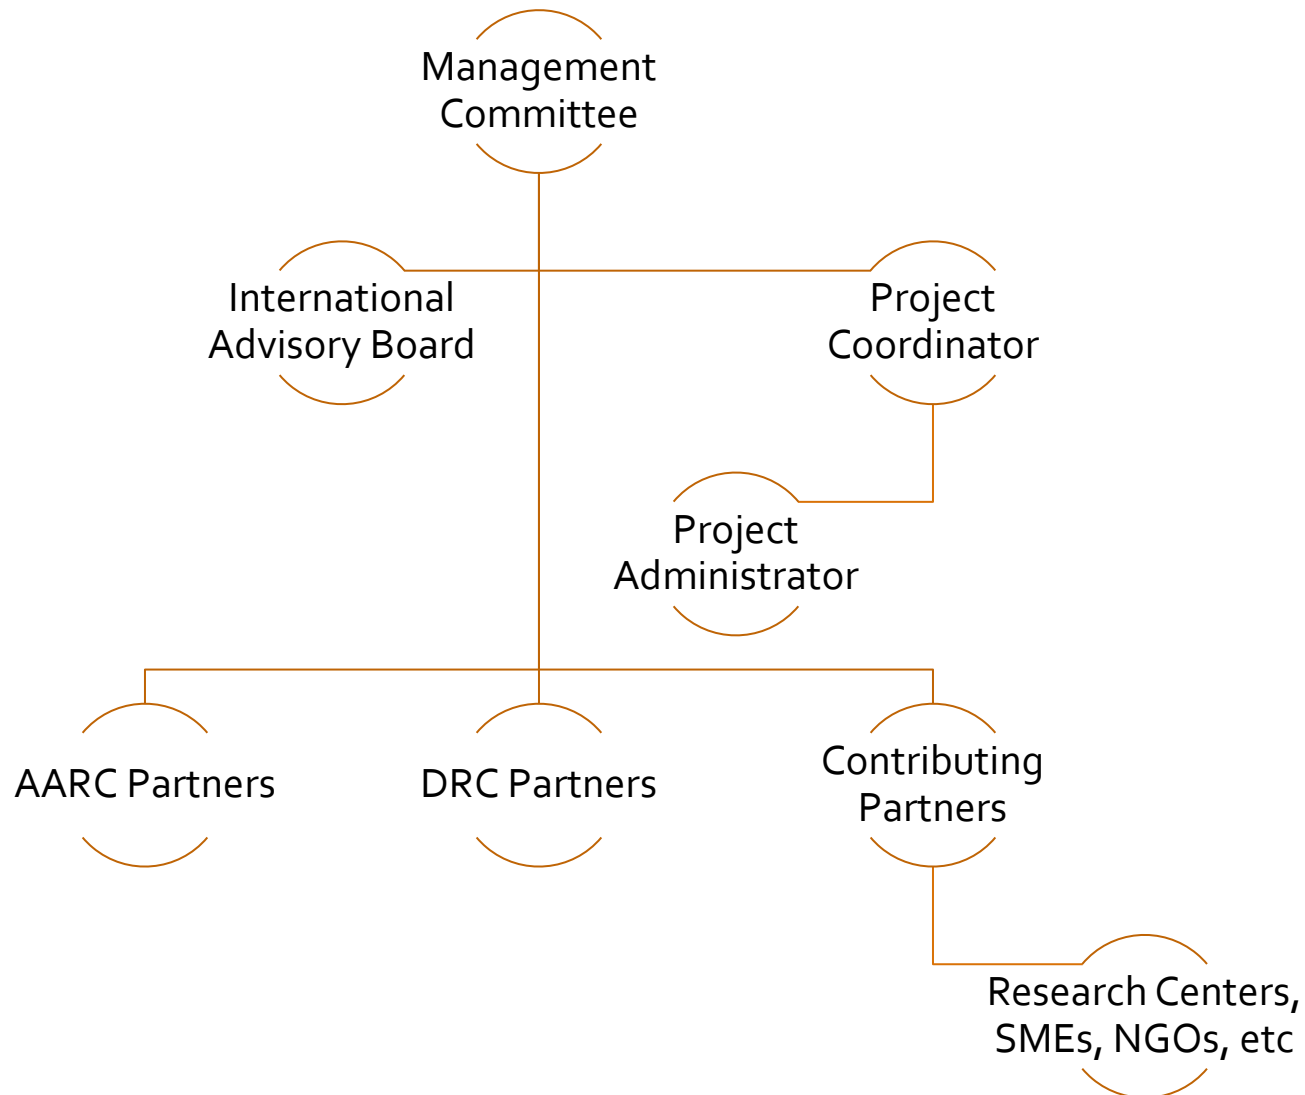 Management
Committee
International
Advisory Board
Project
Coordinator
Project
Administrator
AARC Partners
DRC Partners
Contributing
Partners
Research Centers,
SMEs, NGOs, etc